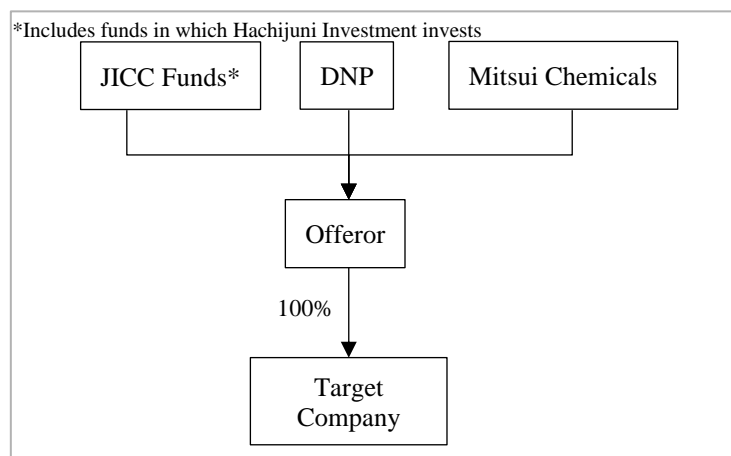 *Includes funds in which Hachijuni Investment invests
JICC Funds*
DNP
Mitsui Chemicals
Offeror
100%
Target
Company